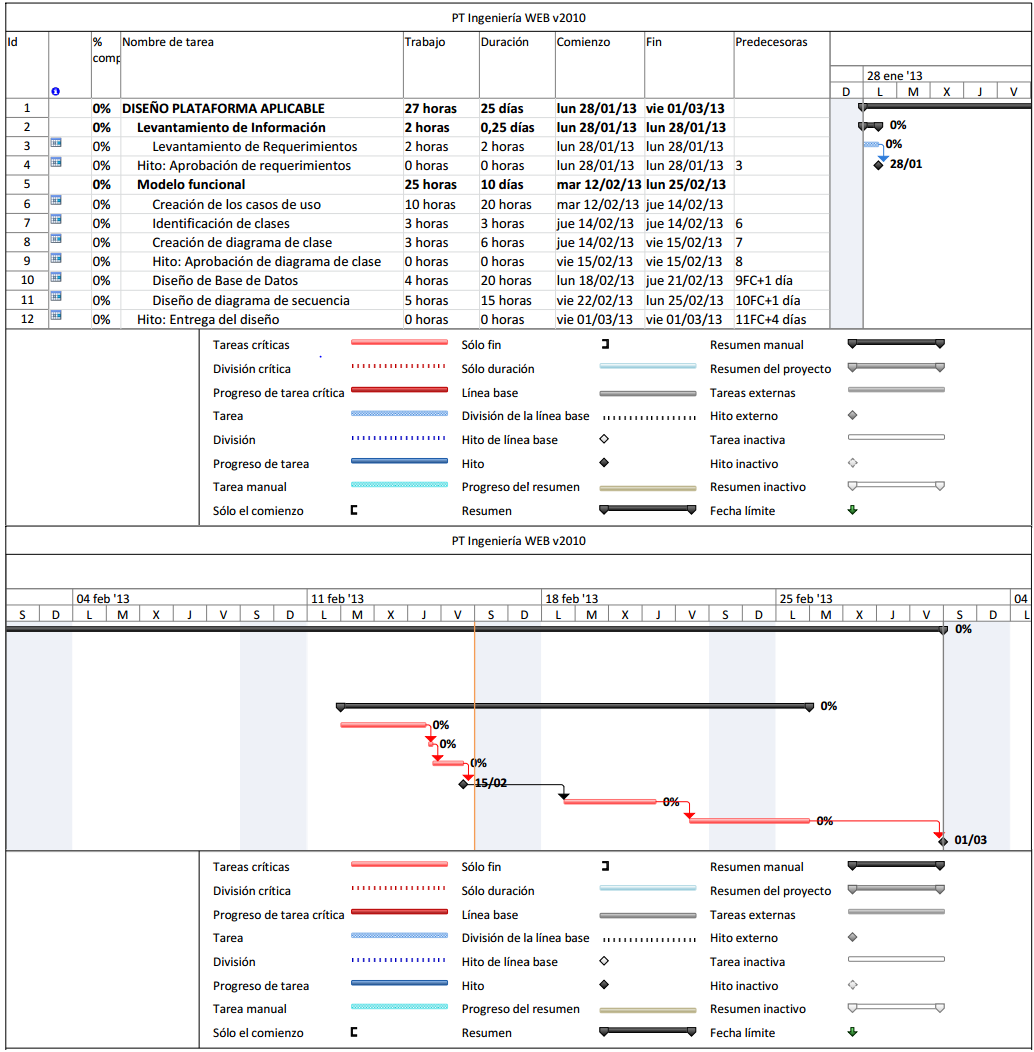 PT Ingeniería WEB v2010
Id % comp Nombre de tarea Trabajo Duración Comienzo Fin Predecesoras
28 ene '13
D L M X J V
1 0% DISEÑO PLATAFORMA APLICABLE 27 horas 25 días lun 28/01/13 vie 01/03/13
2 0% Levantamiento de Información 2 horas 0,25 días lun 28/01/13 lun 28/01/13 0%
3 0% Levantamiento de Requerimientos 2 horas 2 horas lun 28/01/13 lun 28/01/13 0%
4 0% Hito: Aprobación de requerimientos 0 horas 0 horas lun 28/01/13 lun 28/01/13 3 28/01
5 0% Modelo funcional 25 horas 10 días mar 12/02/13 lun 25/02/13
6 0% Creación de los casos de uso 10 horas 20 horas mar 12/02/13 jue 14/02/13
7 0% Identificación de clases 3 horas 3 horas jue 14/02/13 jue 14/02/13 6
8 0% Creación de diagrama de clase 3 horas 6 horas jue 14/02/13 vie 15/02/13 7
9 0% Hito: Aprobación de diagrama de clase 0 horas 0 horas vie 15/02/13 vie 15/02/13 8
10 0% Diseño de Base de Datos 4 horas 20 horas lun 18/02/13 jue 21/02/13 9FC+1 día
11 0% Diseño de diagrama de secuencia 5 horas 15 horas vie 22/02/13 lun 25/02/13 10FC+1 día
12 0% Hito: Entrega del diseño 0 horas 0 horas vie 01/03/13 vie 01/03/13 11FC+4 días
Tareas críticas Sólo fin Resumen manual
División crítica Sólo duración Resumen del proyecto
Progreso de tarea crítica Línea base Tareas externas
Tarea División de la línea base Hito externo
División Hito de línea base Tarea inactiva
Progreso de tarea Hito Hito inactivo
Tarea manual Progreso del resumen Resumen inactivo
Sólo el comienzo Resumen Fecha límite
PT Ingeniería WEB v2010
04 feb '13 11 feb '13 18 feb '13 25 feb '13 04
S D L M X J V S D L M X J V S D L M X J V S D L M X J V S D L
0%
0%
0%
0%
0%
15/02
0%
0%
01/03
Tareas críticas Sólo fin Resumen manual
División crítica Sólo duración Resumen del proyecto
Progreso de tarea crítica Línea base Tareas externas
Tarea División de la línea base Hito externo
División Hito de línea base Tarea inactiva
Progreso de tarea Hito Hito inactivo
Tarea manual Progreso del resumen Resumen inactivo
Sólo el comienzo Resumen Fecha límite